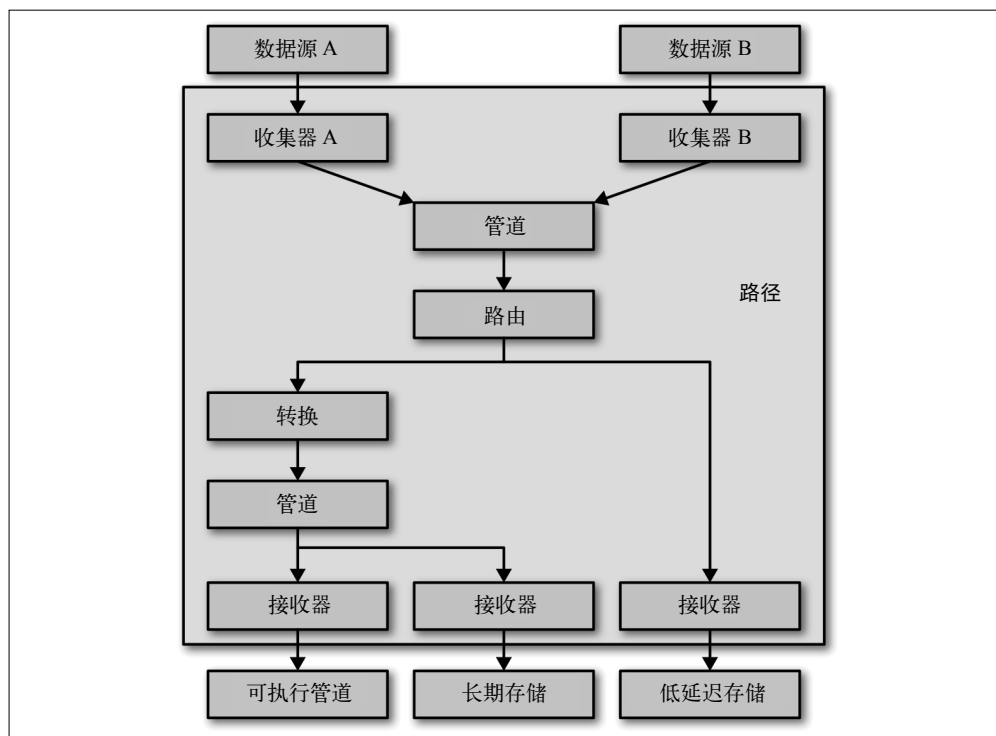 数据源 A
数据源 B
收集器 A
收集器 B
管道
路径
路由
转换
管道
接收器
接收器
接收器
可执行管道
长期存储
低延迟存储